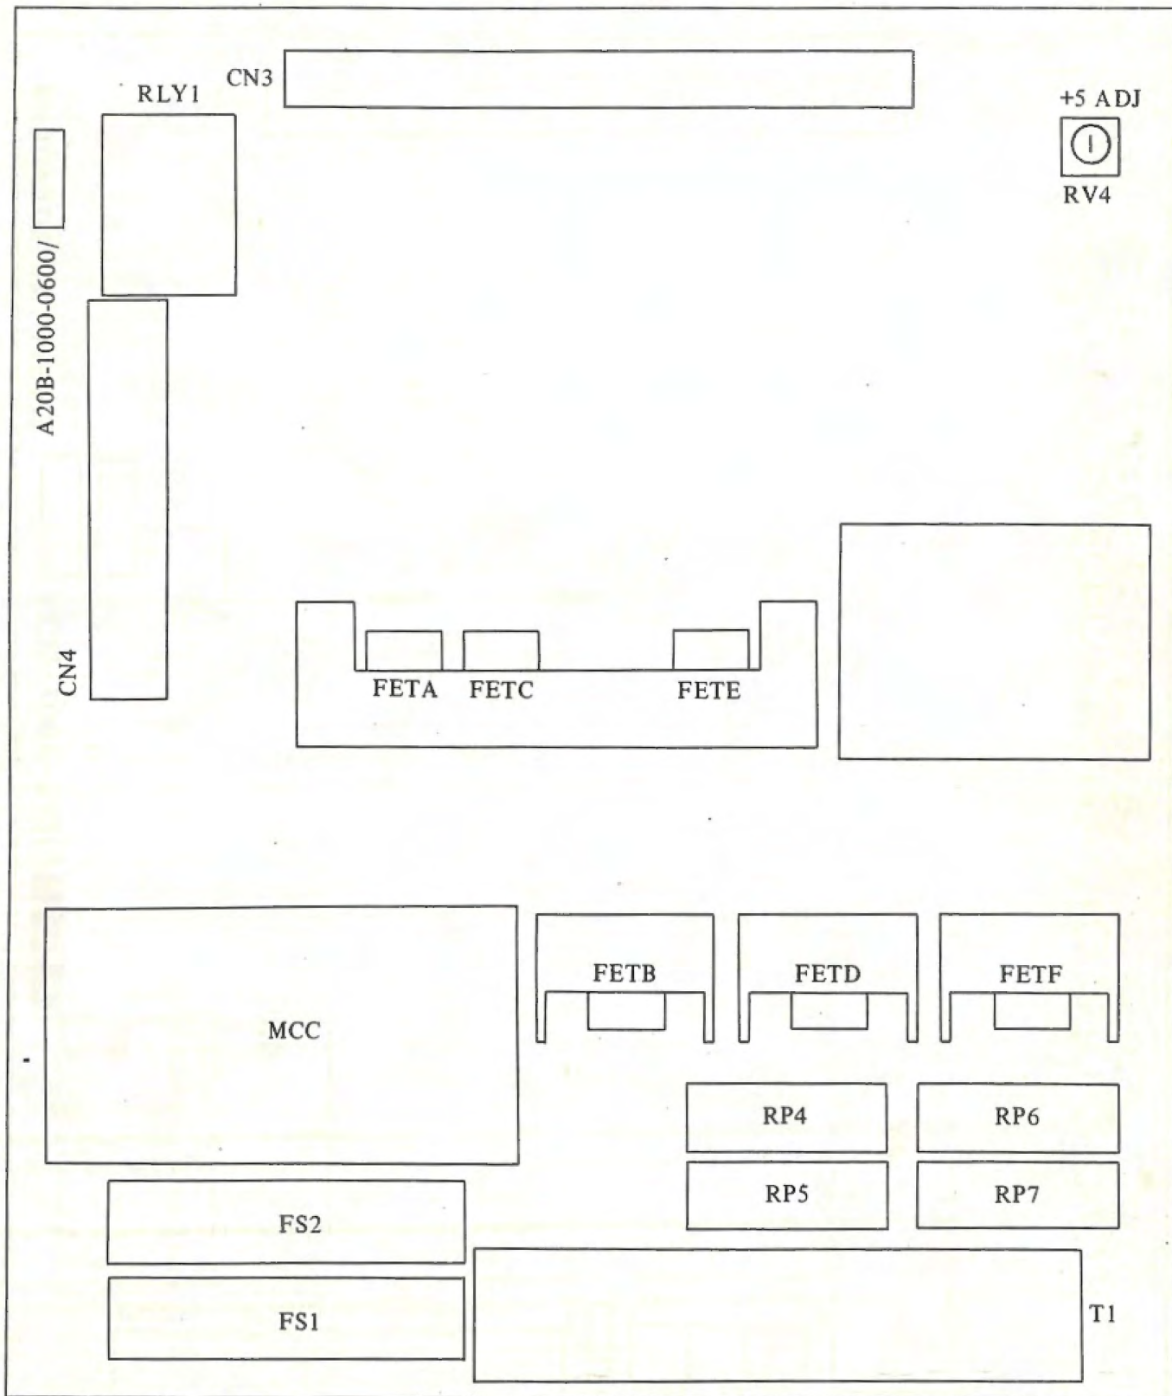 CN3
RLY1
+5 ADJ
RV4
A20B-1000-0600/
CN4
FETA
FETC
FETE
FETB
FETD
FETF
MCC
RP4
RP6
RP5
RP7
FS2
FS1
T1